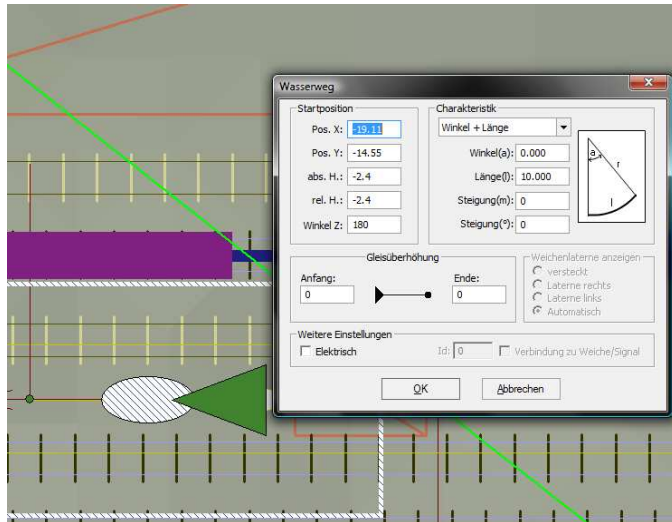 Wasserweg
Startposition
Pos. X: -19.11
Pos. Y: -14.55
abs. H.: -2.4
rel. H.: -2.4
Winkel Z: 180
Charakteristik
Winkel + Länge
Winkel(a): 0.000
Länge(l): 10.000
Steigung(m): 0
Steigung(°): 0
a
r
l
Gleisüberhöhung
Anfang:
0
Ende:
0
Weichenlaterne anzeigen
versteckt
Laterne rechts
Laterne links
Automatisch
Weitere Einstellungen
Elektrisch
Id: 0
Verbindung zu Weiche/Signal
OK
Abbrechen